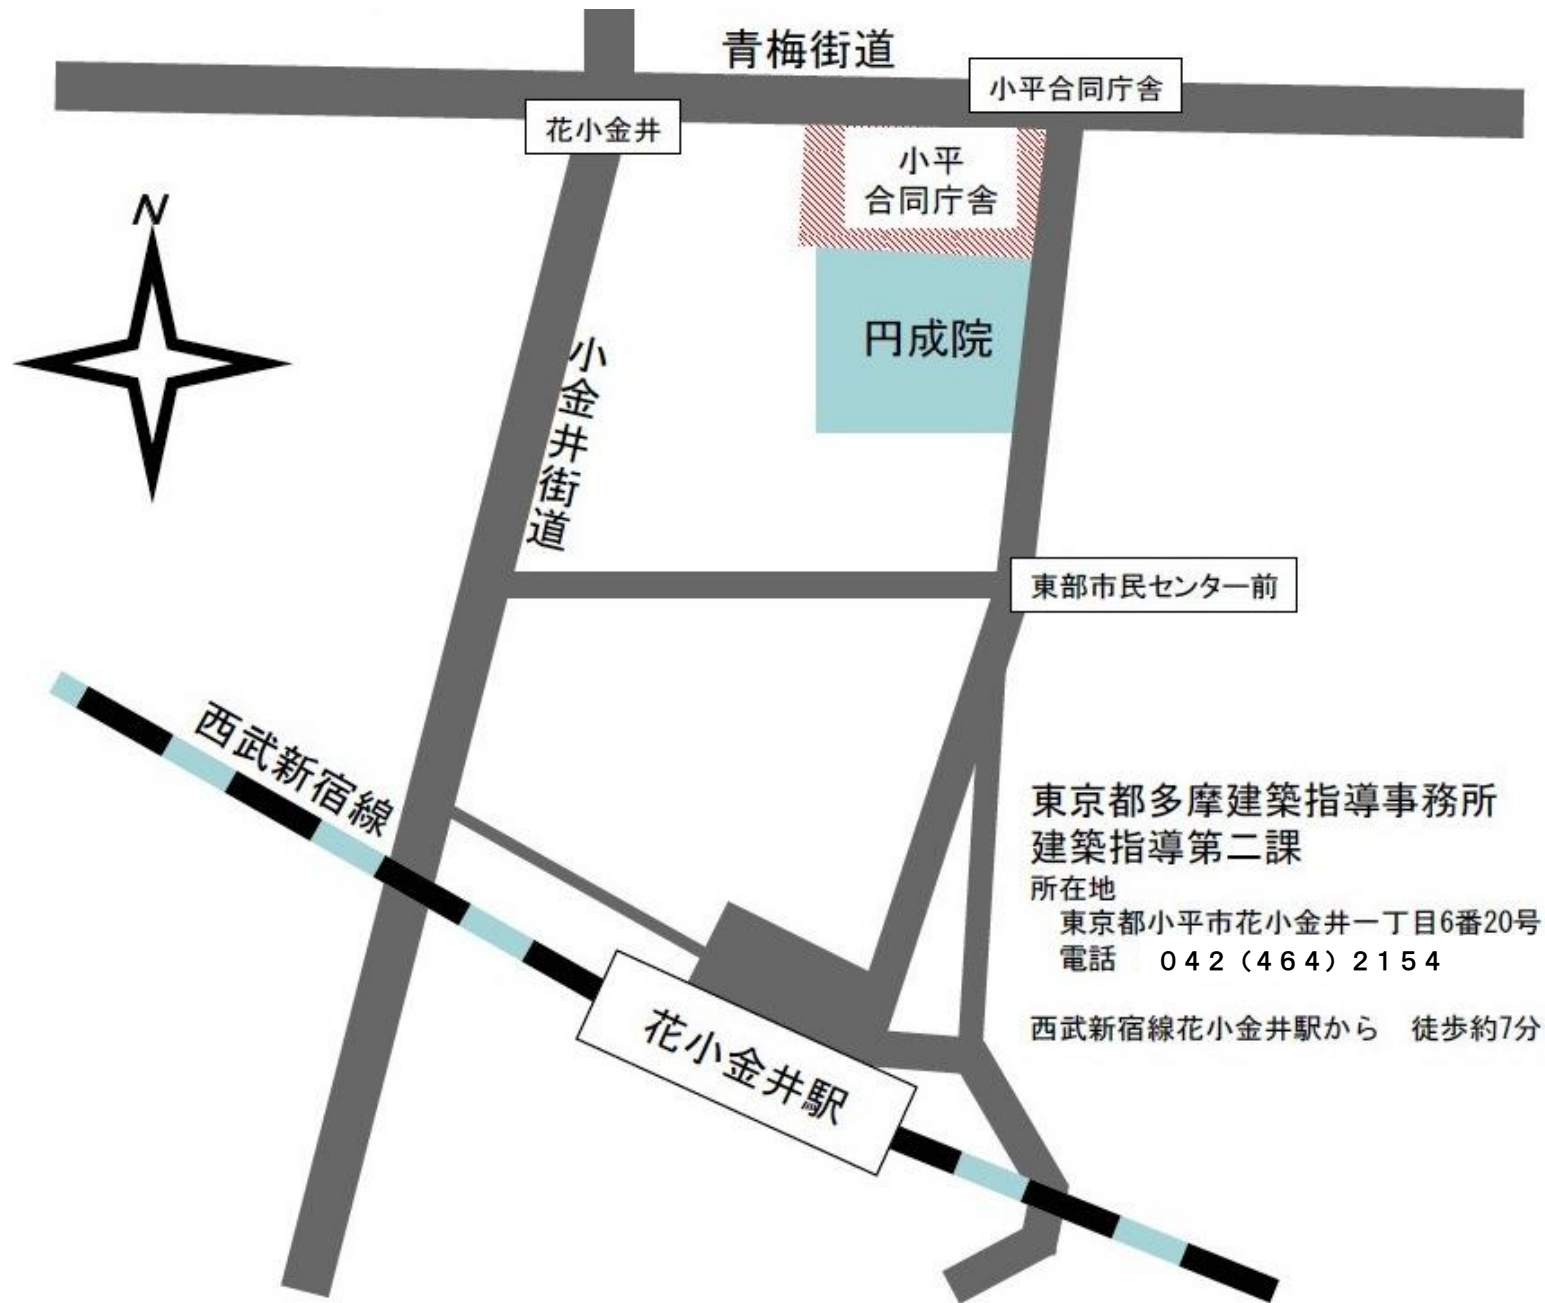 青梅街道
小平合同庁舎
花小金井
小平
合同庁舎
N
円成院
小金井街道
東部市民センター前
西武新宿線
東京都多摩建築指導事務所
建築指導第二課
所在地
東京都小平市花小金井一丁目6番20号
電話 042（464）2154
西武新宿線花小金井駅から 徒歩約7分
花小金井駅